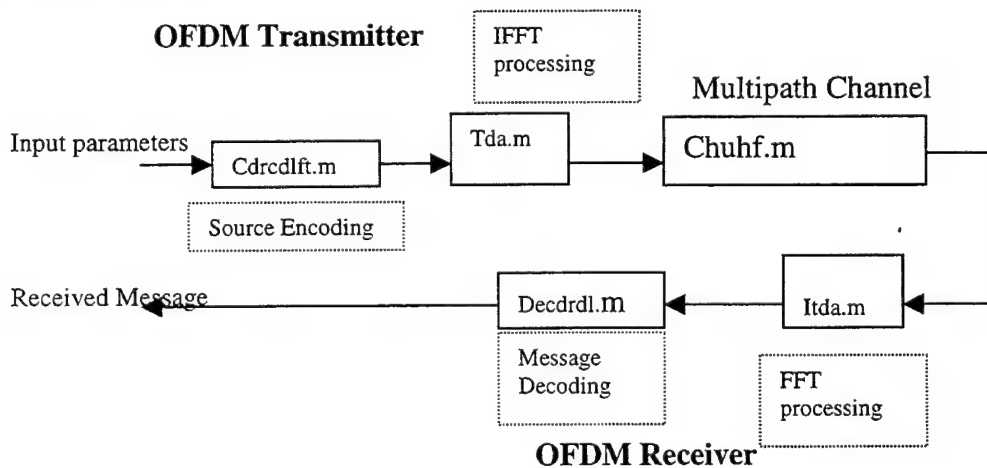 OFDM Transmitter
IFFT
processing
Multipath Channel
Input parameters
Cdrcdlft.m
Tda.m
Chuhf.m
Source Encoding
Received Message
Decdrdl.m
Itda.m
Message
Decoding
FFT
processing
OFDM Receiver